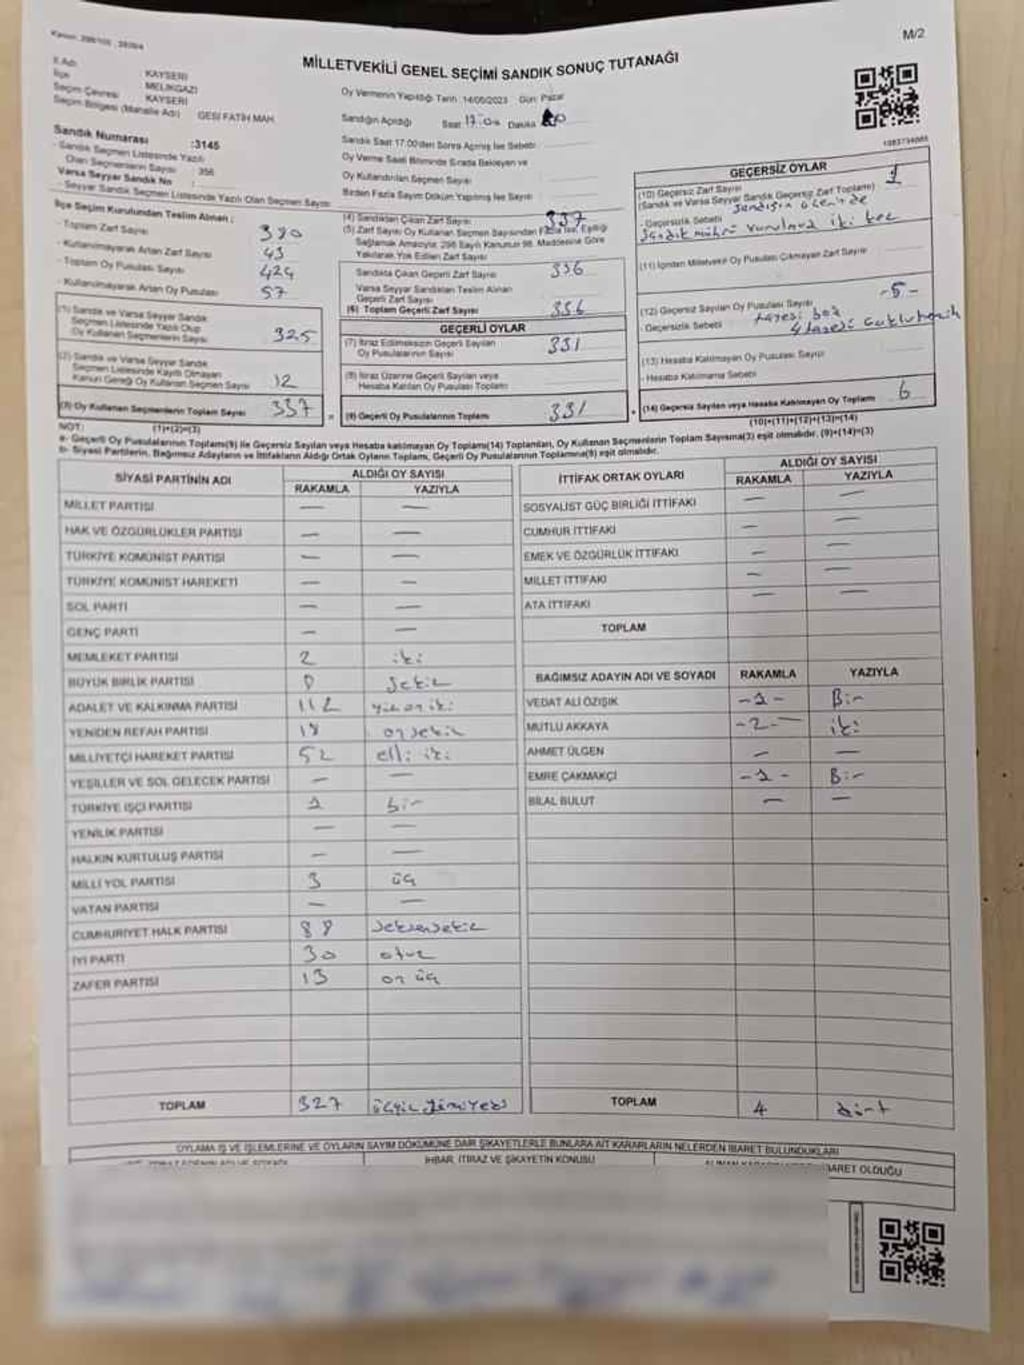 M/2
MİLLETVEKİLİ GENEL SEÇİMİ SANDIK SONUÇ TUTANAĞI
İl Adı : KAYSERİ
İlçe : MELİKGAZİ
Seçim Çevresi : KAYSERİ
Seçim Bölgesi (Mahalle Adı) : GESİ FATİH MAH.
Sandık Numarası :3145
- Sandık Seçmen Listesinde Yazılı
Olan Seçmenlerin Sayısı : 356
Varsa Seyyar Sandık No :
- Seyyar Sandık Seçmen Listesinde Yazılı Olan Seçmen Sayısı:
İlçe Seçim Kurulundan Teslim Alınan ;
- Toplam Zarf Sayısı 380
- Kullanılmayarak Artan Zarf Sayısı 43
- Toplam Oy Pusulası Sayısı 424
- Kullanılmayarak Artan Oy Pusulası 57
(1) Sandık ve Varsa Seyyar Sandık
Seçmen Listesinde Yazılı Olup
Oy Kullanan Seçmenlerin Sayısı 325
(2) Sandık ve Varsa Seyyar Sandık
Seçmen Listesinde Kayıtlı Olmayan
Kanun Gereği Oy Kullanan Seçmen Sayısı 12
(3) Oy Kullanan Seçmenlerin Toplam Sayısı 337
(1)+(2)=(3)
Oy Vermenin Yapıldığı Tarih :14/05/2023 Gün: Pazar
Sandığın Açıldığı Saat 17:00 Dakika
Sandık Saat 17.00'den Sonra Açılmış İse Sebebi
Oy Verme Saati Bitiminde Sırada Bekleyen ve
Oy Kullandırılan Seçmen Sayısı
Birden Fazla Sayım Döküm Yapılmış İse Sayısı
(4) Sandıktan Çıkan Zarf Sayısı 337
(5) Zarf Sayısı Oy Kullanan Seçmen Sayısından Fazla İse, Eşitliği
Sağlamak Amacıyla; 298 Sayılı Kanunun 98. Maddesine Göre
Yakılarak Yok Edilen Zarf Sayısı
Sandıkta Çıkan Geçerli Zarf Sayısı 336
Varsa Seyyar Sandıktan Teslim Alınan
Geçerli Zarf Sayısı
(6) Toplam Geçerli Zarf Sayısı 336
GEÇERLİ OYLAR
(7) İtiraz Edilmeksizin Geçerli Sayılan
Oy Pusulalarının Sayısı 331
(8) İtiraz Üzerine Geçerli Sayılan veya
Hesaba Katılan Oy Pusulası Toplamı
(9) Geçerli Oy Pusulalarının Toplamı 331
GEÇERSİZ OYLAR
(10) Geçersiz Zarf Sayısı 1
(Sandık ve Varsa Seyyar Sandık Geçersiz Zarf Toplamı)
- Geçersizlik Sebebi
Sandık mührü vurulmuş iki kez
(11) İçinden Milletvekili Oy Pusulası Çıkmayan Zarf Sayısı
(12) Geçersiz Sayılan Oy Pusulası Sayısı -5-
- Geçersizlik Sebebi boş
4 tanesi
(13) Hesaba Katılmayan Oy Pusulası Sayısı
- Hesaba Katılmama Sebebi
(14) Geçersiz Sayılan veya Hesaba Katılmayan Oy Toplamı 6
(10)+(11)+(12)+(13)=(14)
NOT:
a- Geçerli Oy Pusulalarının Toplamı(9) ile Geçersiz Sayılan veya Hesaba katılmayan Oy Toplamı(14) Toplamları, Oy Kullanan Seçmenlerin Toplam Sayısına(3) eşit olmalıdır. (9)+(14)=(3)
b- Siyasi Partilerin, Bağımsız Adayların ve İttifakların Aldığı Ortak Oyların Toplamı, Geçerli Oy Pusulalarının Toplamına(9) eşit olmalıdır.
SİYASİ PARTİNİN ADI ALDIĞI OY SAYISI
RAKAMLA YAZIYLA
MİLLET PARTİSİ — —
HAK VE ÖZGÜRLÜKLER PARTİSİ — —
TÜRKİYE KOMÜNİST PARTİSİ — —
TÜRKİYE KOMÜNİST HAREKETİ — —
SOL PARTİ — —
GENÇ PARTİ — —
MEMLEKET PARTİSİ 2 iki
BÜYÜK BİRLİK PARTİSİ 8 Sekiz
ADALET VE KALKINMA PARTİSİ 112 yüz on iki
YENİDEN REFAH PARTİSİ 18 on sekiz
MİLLİYETÇİ HAREKET PARTİSİ 52 elli iki
YEŞİLLER VE SOL GELECEK PARTİSİ — —
TÜRKİYE İŞÇİ PARTİSİ 1 bir
YENİLİK PARTİSİ — —
HALKIN KURTULUŞ PARTİSİ — —
MİLLİ YOL PARTİSİ 3 üç
VATAN PARTİSİ — —
CUMHURİYET HALK PARTİSİ 88 seksensekiz
İYİ PARTİ 30 otuz
ZAFER PARTİSİ 13 on üç
TOPLAM 327 üçyüz yirmiyedi
İTTİFAK ORTAK OYLARI ALDIĞI OY SAYISI
RAKAMLA YAZIYLA
SOSYALİST GÜÇ BİRLİĞİ İTTİFAKI — —
CUMHUR İTTİFAKI — —
EMEK VE ÖZGÜRLÜK İTTİFAKI — —
MİLLET İTTİFAKI — —
ATA İTTİFAKI — —
TOPLAM
BAĞIMSIZ ADAYIN ADI VE SOYADI RAKAMLA YAZIYLA
VEDAT ALİ ÖZIŞIK -1- Bir
MUTLU AKKAYA -2- iki
AHMET ÜLGEN — —
EMRE ÇAKMAKÇI -1- Bir
BİLAL BULUT — —
TOPLAM 4 dört
OYLAMA İŞ VE İŞLEMLERİNE VE OYLARIN SAYIM DÖKÜMÜNE DAİR ŞİKAYETLERLE BUNLARA AİT KARARLARIN NELERDEN İBARET BULUNDUKLARI
İHBAR, İTİRAZ VE ŞİKAYETİN KONUSU